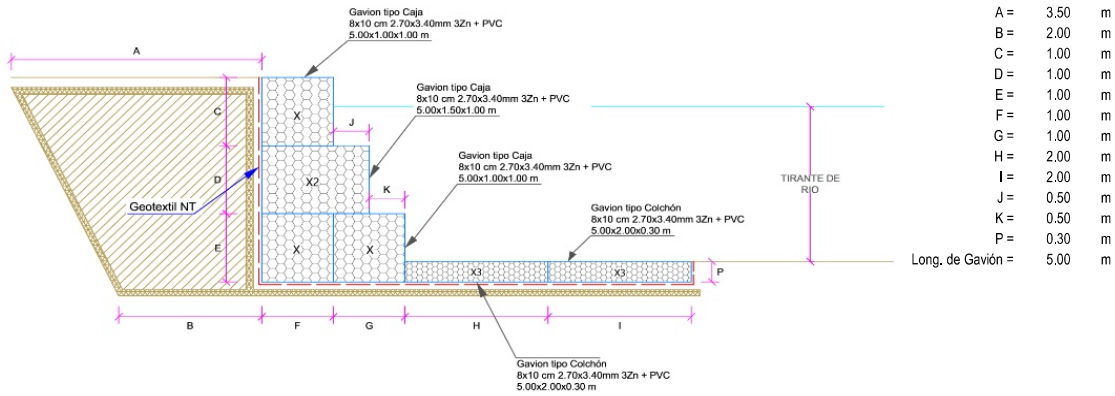 Gavion tipo Caja
8x10 cm 2.70x3.40mm 3Zn + PVC
5.00x1.00x1.00 m
A
C
X
J
Gavion tipo Caja
8x10 cm 2.70x3.40mm 3Zn + PVC
5.00x1.50x1.00 m
D
X2
K
Gavion tipo Caja
8x10 cm 2.70x3.40mm 3Zn + PVC
5.00x1.00x1.00 m
TIRANTE DE
RIO
Geotextil NT
E
X
X
Gavion tipo Colchón
8x10 cm 2.70x3.40mm 3Zn + PVC
5.00x2.00x0.30 m
X3
X3
P
B
F
G
H
I
Gavion tipo Colchón
8x10 cm 2.70x3.40mm 3Zn + PVC
5.00x2.00x0.30 m
A = 3.50 m
B = 2.00 m
C = 1.00 m
D = 1.00 m
E = 1.00 m
F = 1.00 m
G = 1.00 m
H = 2.00 m
I = 2.00 m
J = 0.50 m
K = 0.50 m
P = 0.30 m
Long. de Gavión = 5.00 m